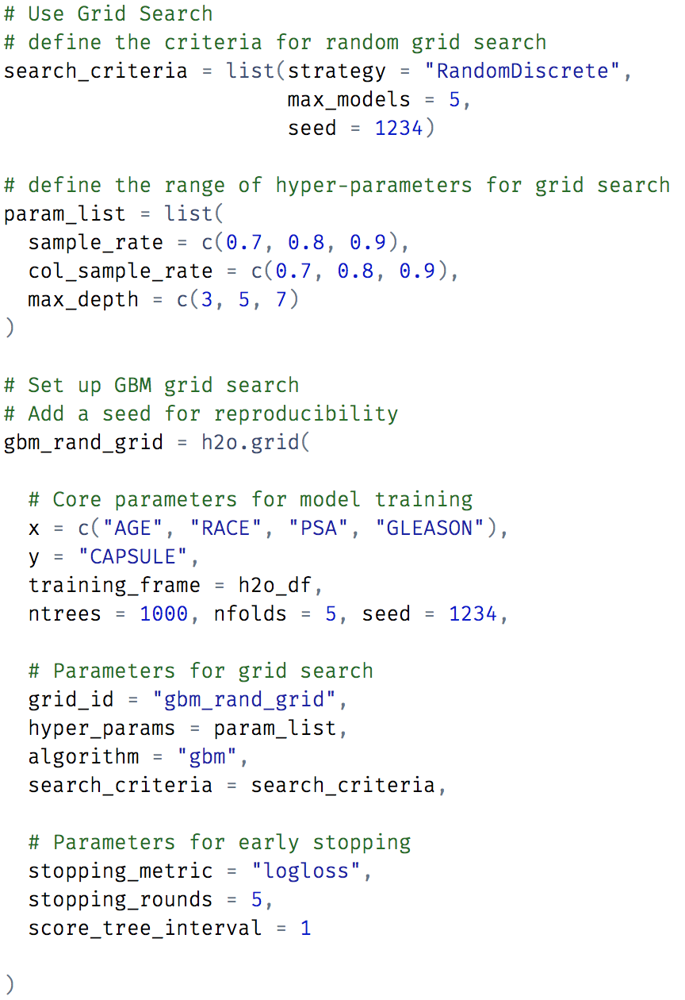 # Use Grid Search
# define the criteria for random grid search
search_criteria = list(strategy = "RandomDiscrete",
                       max_models = 5,
                       seed = 1234)

# define the range of hyper-parameters for grid search
param_list = list(
  sample_rate = c(0.7, 0.8, 0.9),
  col_sample_rate = c(0.7, 0.8, 0.9),
  max_depth = c(3, 5, 7)
)

# Set up GBM grid search
# Add a seed for reproducibility
gbm_rand_grid = h2o.grid(

  # Core parameters for model training
  x = c("AGE", "RACE", "PSA", "GLEASON"),
  y = "CAPSULE",
  training_frame = h2o_df,
  ntrees = 1000, nfolds = 5, seed = 1234,

  # Parameters for grid search
  grid_id = "gbm_rand_grid",
  hyper_params = param_list,
  algorithm = "gbm",
  search_criteria = search_criteria,

  # Parameters for early stopping
  stopping_metric = "logloss",
  stopping_rounds = 5,
  score_tree_interval = 1

)